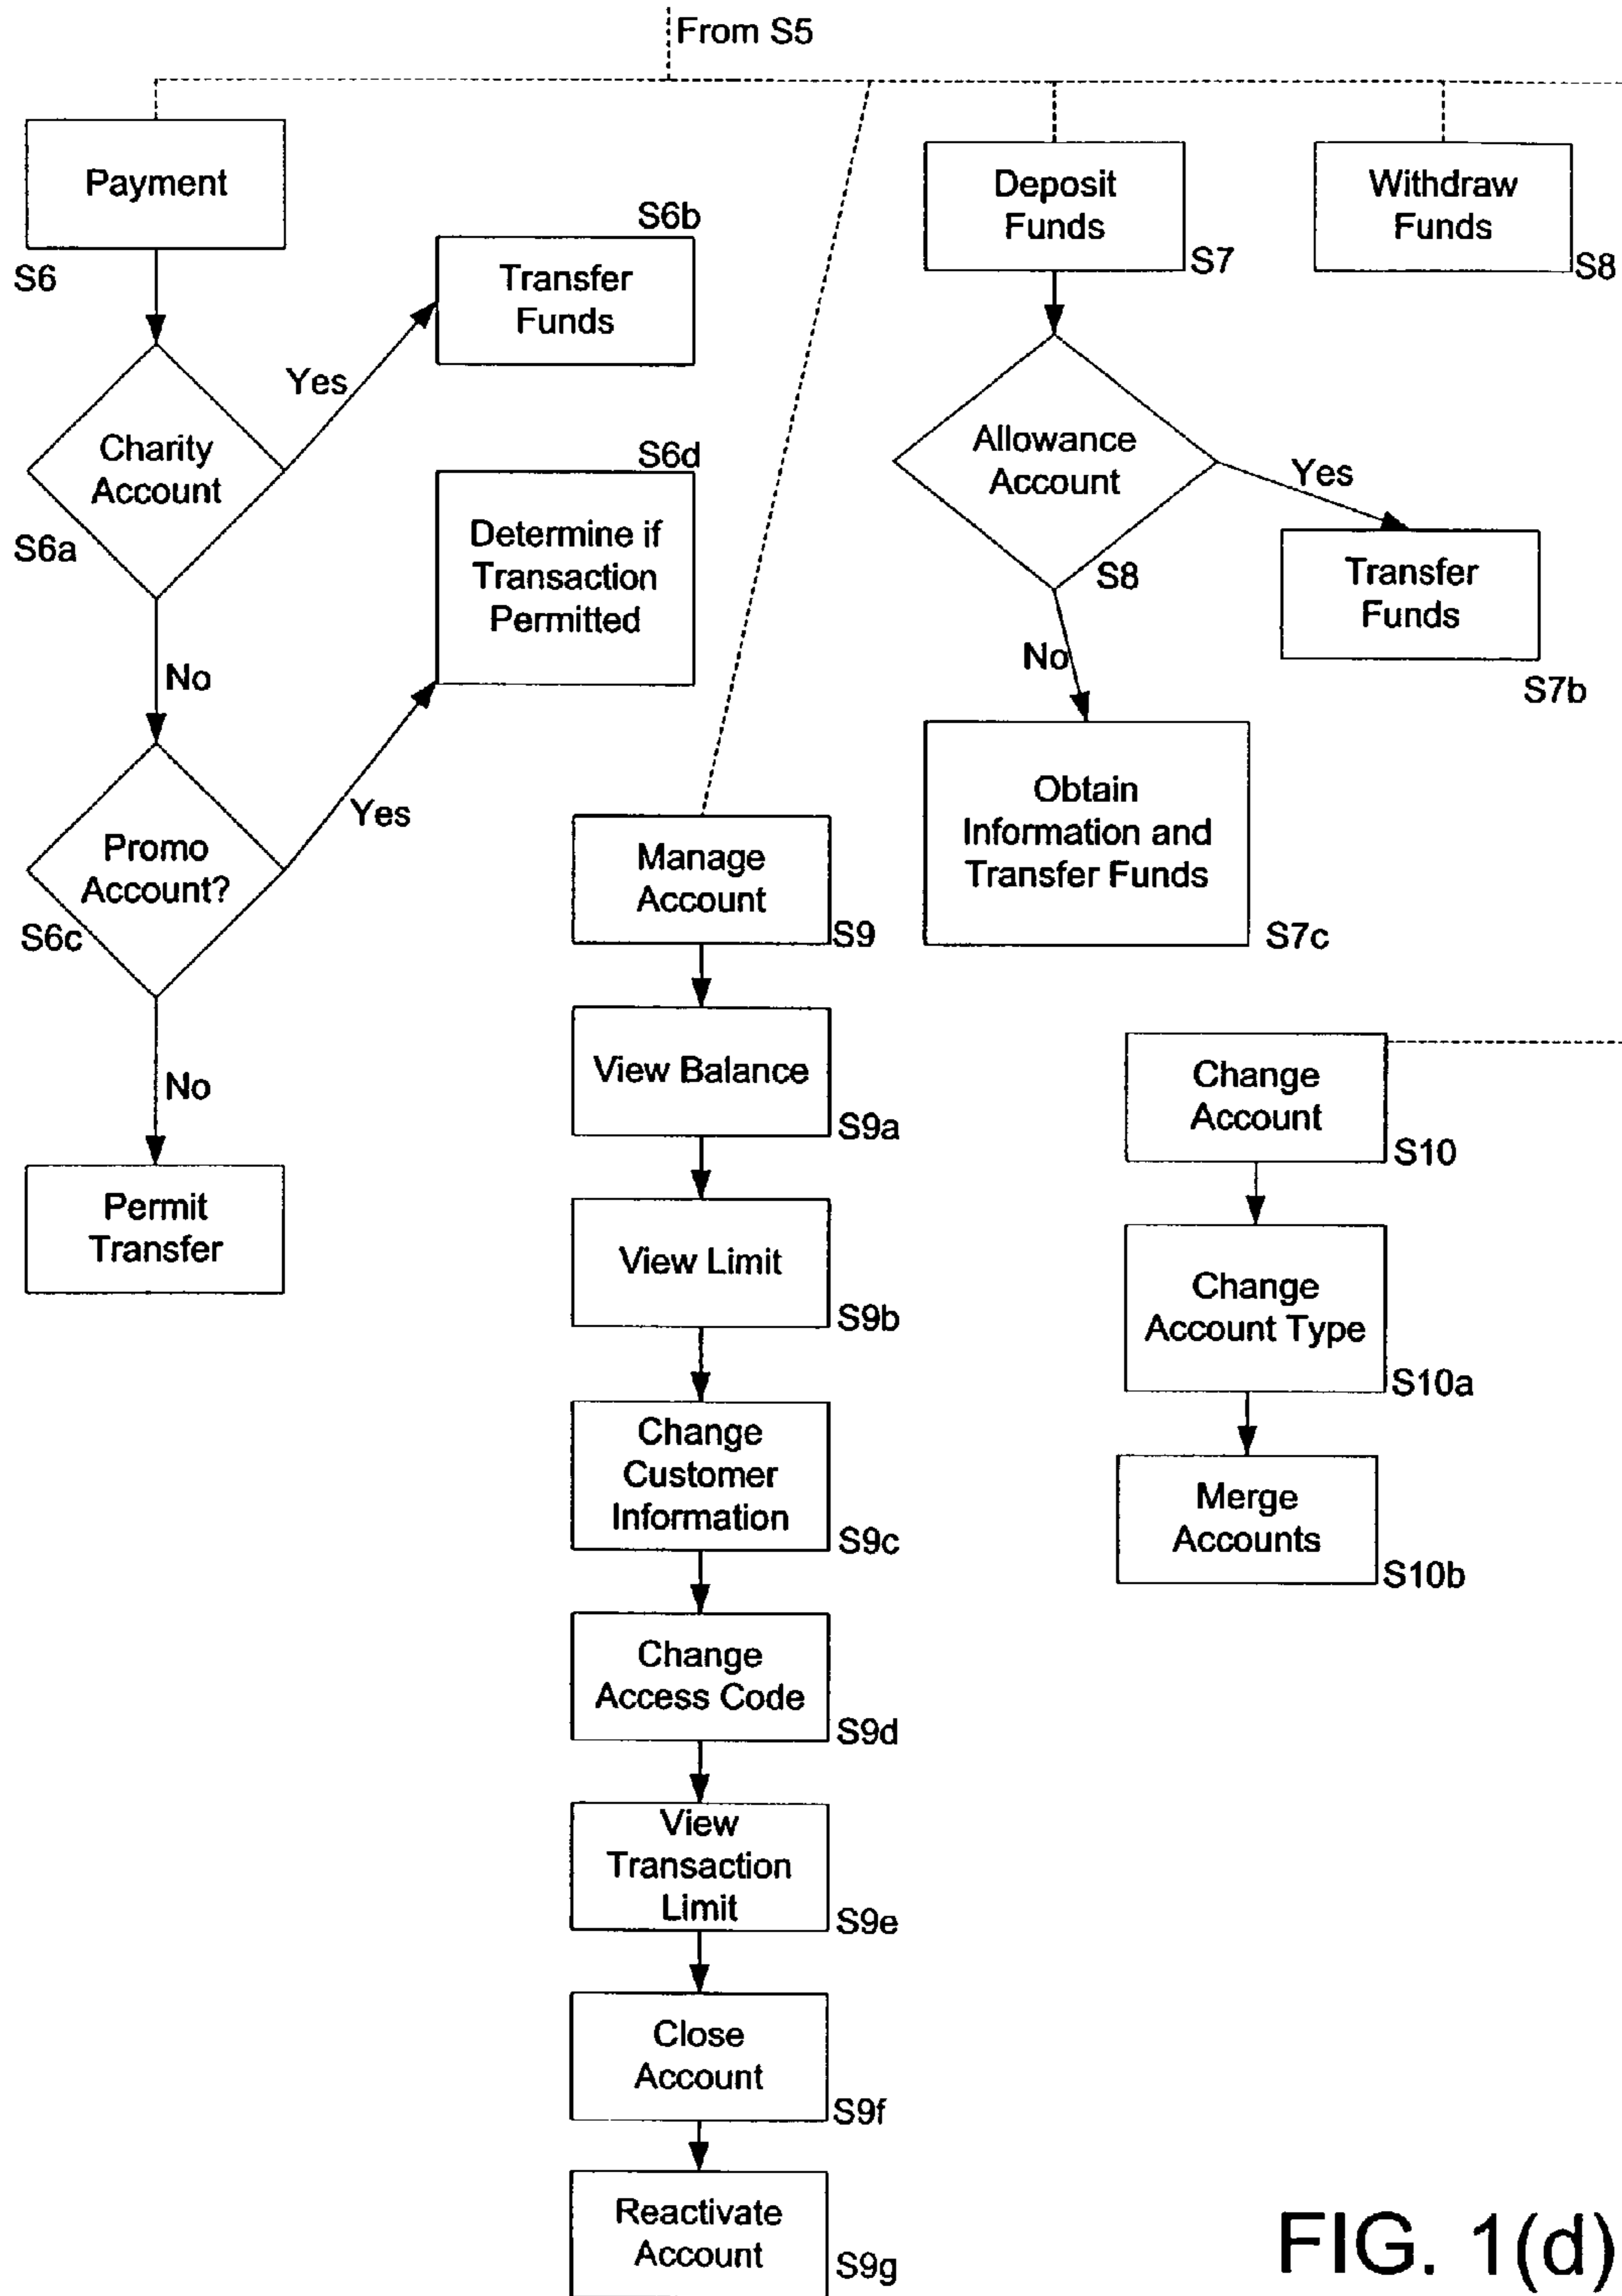 From S5
Payment
S6
Charity
Account
S6a
Yes
S6b
Transfer
Funds
No
Promo
Account?
S6c
Yes
S6d
Determine if
Transaction
Permitted
No
Permit
Transfer
Manage
Account
S9
View Balance
S9a
View Limit
S9b
Change
Customer
Information
S9c
Change
Access Code
S9d
View
Transaction
Limit
S9e
Close
Account
S9f
Reactivate
Account
S9g
Deposit
Funds
S7
Allowance
Account
S8
Yes
Transfer
Funds
S7b
No
Obtain
Information and
Transfer Funds
S7c
Withdraw
Funds
S8
Change
Account
S10
Change
Account Type
S10a
Merge
Accounts
S10b
FIG. 1(d)